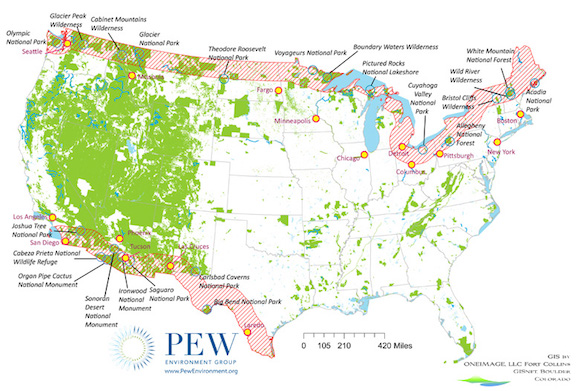 Glacier Peak
Wilderness
Cabinet Mountains
Wilderness
Olympic
National Park
Seattle
Glacier
National Park
Missoula
Theodore Roosevelt
National Park
Voyageurs National Park
Boundary Waters Wilderness
Pictured Rocks
National Lakeshore
White Mountain
National Forest
Wild River
Wilderness
Cuyahoga
Valley
National
Park
Bristol Cliffs
Wilderness
Acadia
National
Park
Allegheny
National
Forest
Boston
Fargo
Minneapolis
Chicago
Detroit
Columbus
Pittsburgh
New York
Los Angeles
Joshua Tree
National Park
San Diego
Phoenix
Tucson
Las Cruces
Cabeza Prieto National
Wildlife Refuge
Organ Pipe Cactus
National Monument
Sonoran
Desert
National
Monument
Ironwood
National
Monument
Saguaro
National Park
Carlsbad Caverns
National Park
Big Bend National Park
Laredo
PEW
ENVIRONMENT GROUP
www.PewEnvironment.org
0 105 210 420 Miles
GIS BY
ONEIMAGE, LLC FORT COLLINS
GISNET, BOULDER
COLORADO